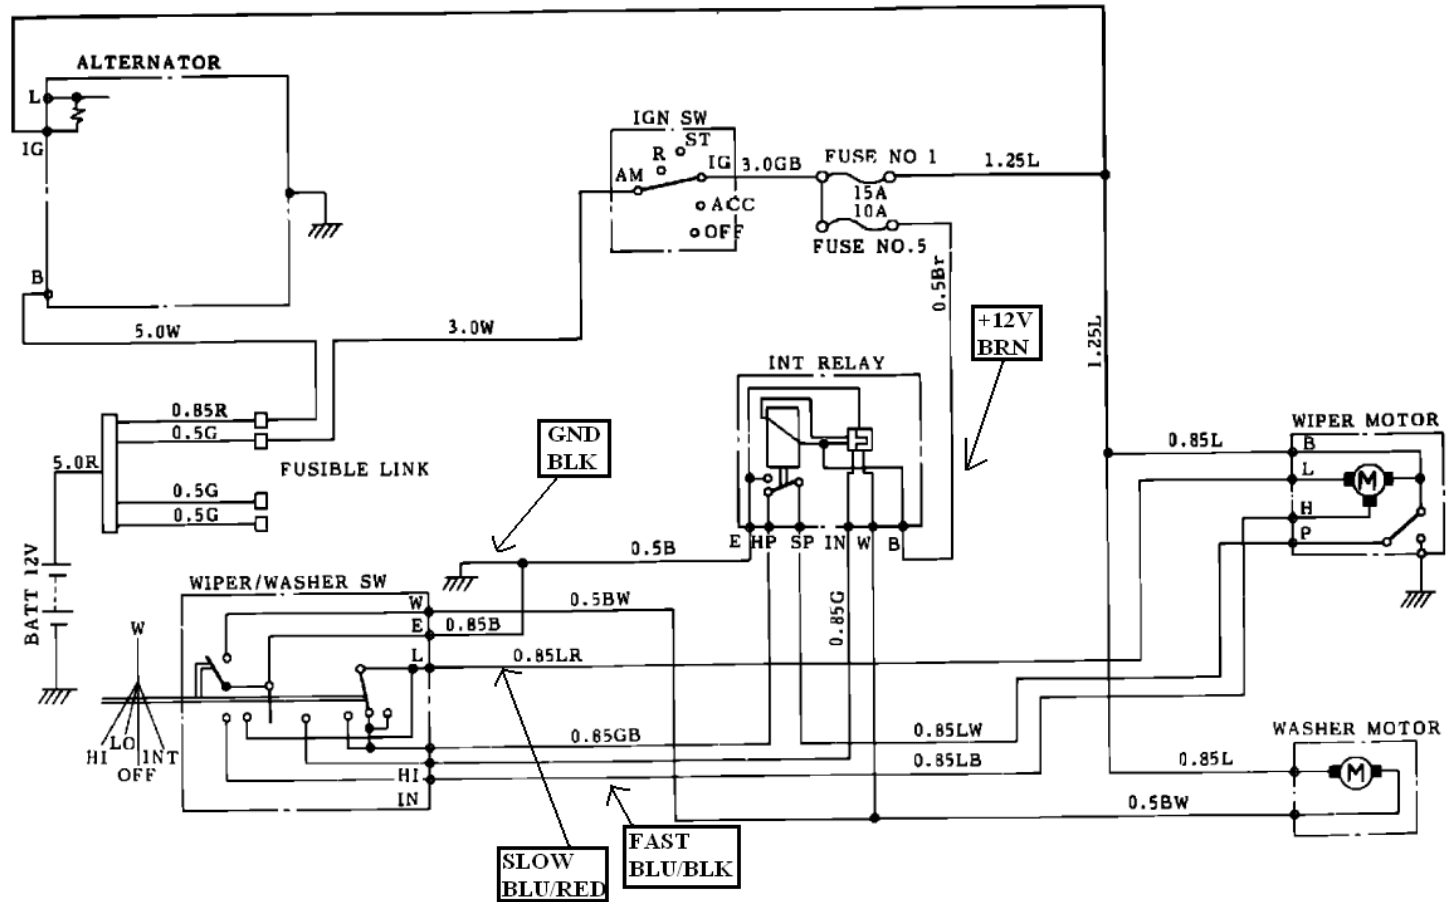 ALTERNATOR
L
IG
B
IGN SW
ST
R
AM
IG
ACC
OFF
3.0GB
FUSE NO 1
15A
10A
FUSE NO.5
1.25L
0.5Br
1.25L
+12V
BRN
5.0W
3.0W
0.85R
0.5G
5.0R
FUSIBLE LINK
0.5G
0.5G
BATT 12V
GND
BLK
INT RELAY
E
HP
SP
IN
W
B
0.5B
0.85G
WIPER MOTOR
0.85L
B
L
H
P
M
WIPER/WASHER SW
W
E
L
HI
IN
0.5BW
0.85B
0.85LR
0.85GB
0.85LW
0.85LB
W
HI
LO
OFF
INT
WASHER MOTOR
0.85L
M
0.5BW
SLOW
BLU/RED
FAST
BLU/BLK